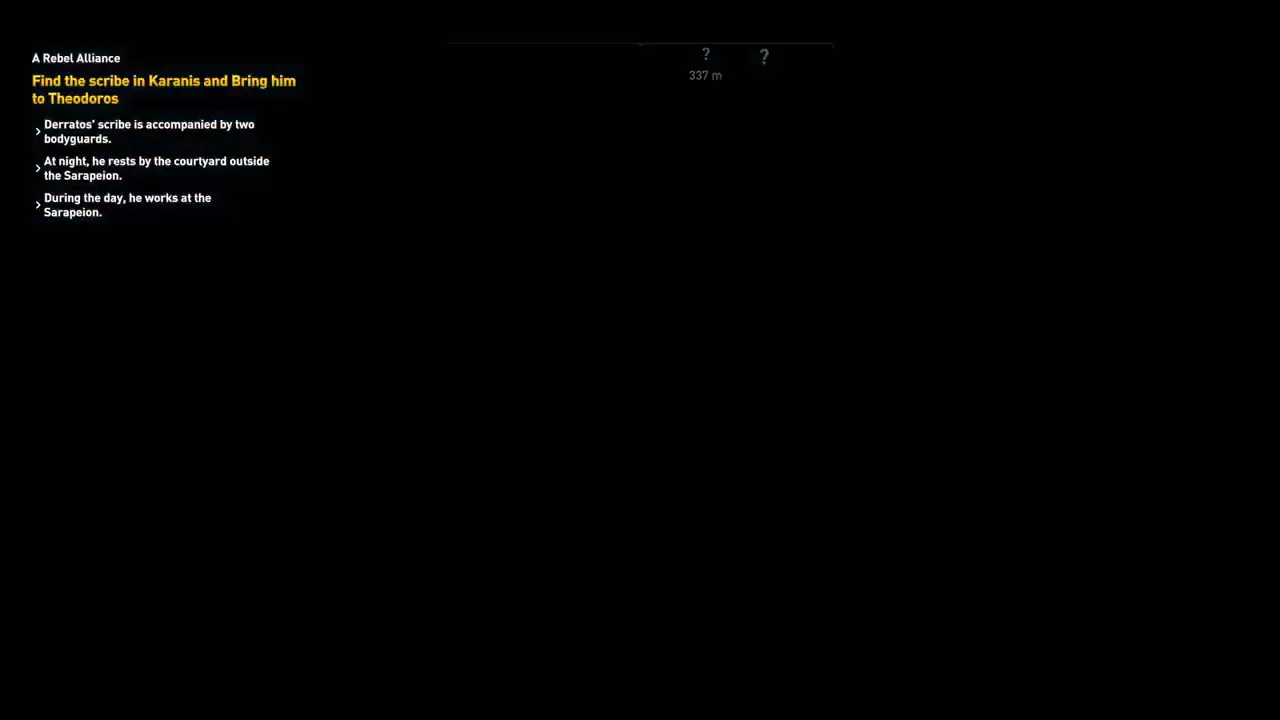 A Rebel Alliance
Find the scribe in Karanis and Bring him
to Theodoros
Derratos' scribe is accompanied by two
bodyguards.
At night, he rests by the courtyard outside
the Sarapeion.
During the day, he works at the
Sarapeion.
? ?
337 m